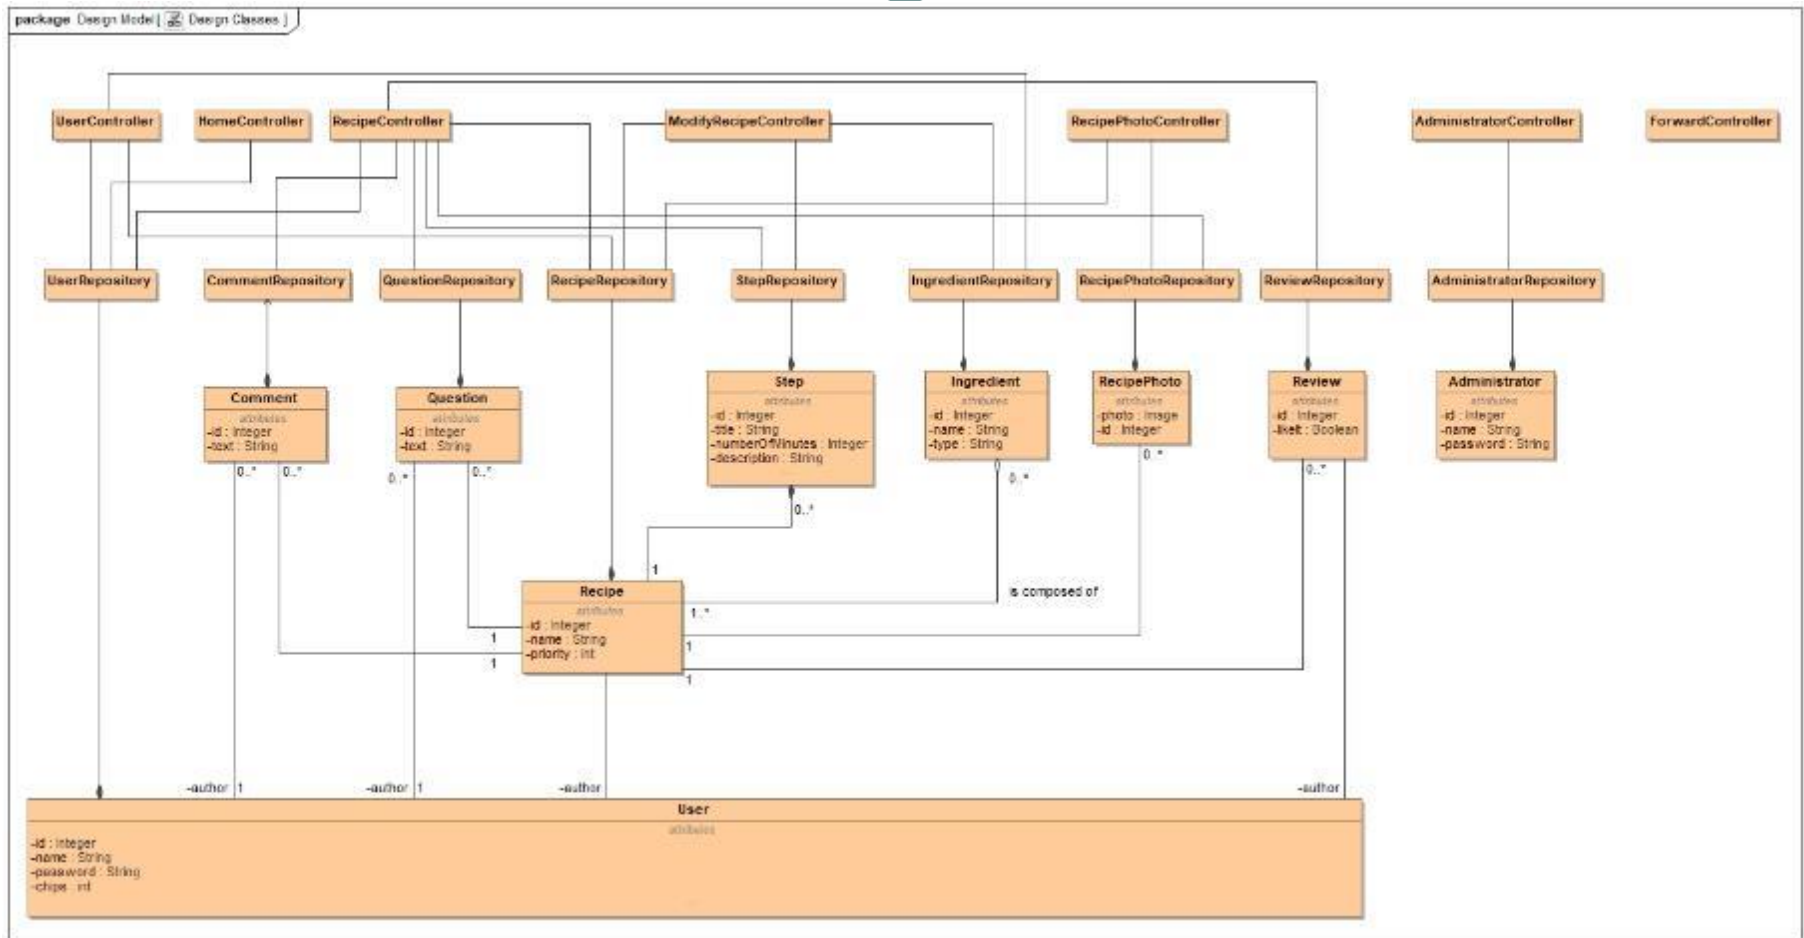 package Design Model [ Design Classes ]
UserController
HomeController
RecipeController
ModifyRecipeController
RecipePhotoController
AdministratorController
ForwardController
UserRepository
CommentRepository
QuestionRepository
RecipeRepository
StepRepository
IngredientRepository
RecipePhotoRepository
ReviewRepository
AdministratorRepository
Comment
attributes
-id : Integer
-text : String
0..*
0..*
Question
attributes
-id : Integer
-text : String
0..*
0..*
Step
attributes
-id : Integer
-title : String
-numberOfMinutes : Integer
-description : String
0..*
Ingredient
attributes
-id : Integer
-name : String
-type : String
0..*
RecipePhoto
attributes
-photo : Image
-id : Integer
0..*
Review
attributes
-id : Integer
-likeIt : Boolean
0..*
Administrator
attributes
-id : Integer
-name : String
-password : String
1
Recipe
attributes
-id : Integer
-name : String
-priority : int
is composed of
1..*
1
1
1
1
-author 1
-author 1
-author
-author
User
attributes
-id : Integer
-name : String
-password : String
-chips : int